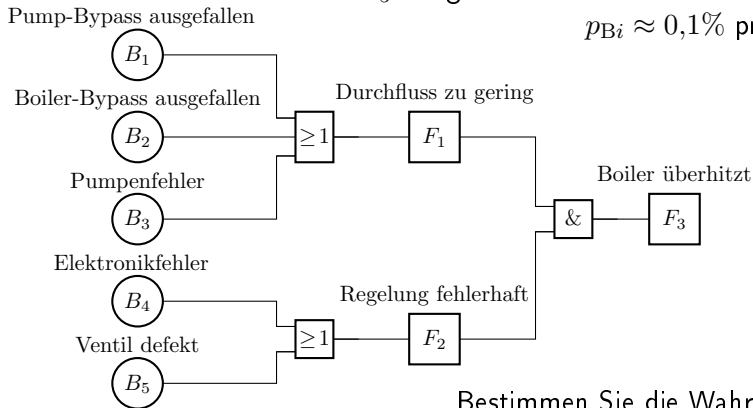 p_Bi ≈ 0,1% pr
Pump-Bypass ausgefallen
B_1
Boiler-Bypass ausgefallen
B_2
Pumpenfehler
B_3
Elektronikfehler
B_4
Ventil defekt
B_5
≥1
≥1
Durchfluss zu gering
F_1
Regelung fehlerhaft
F_2
&
Boiler überhitzt
F_3
Bestimmen Sie die Wahr